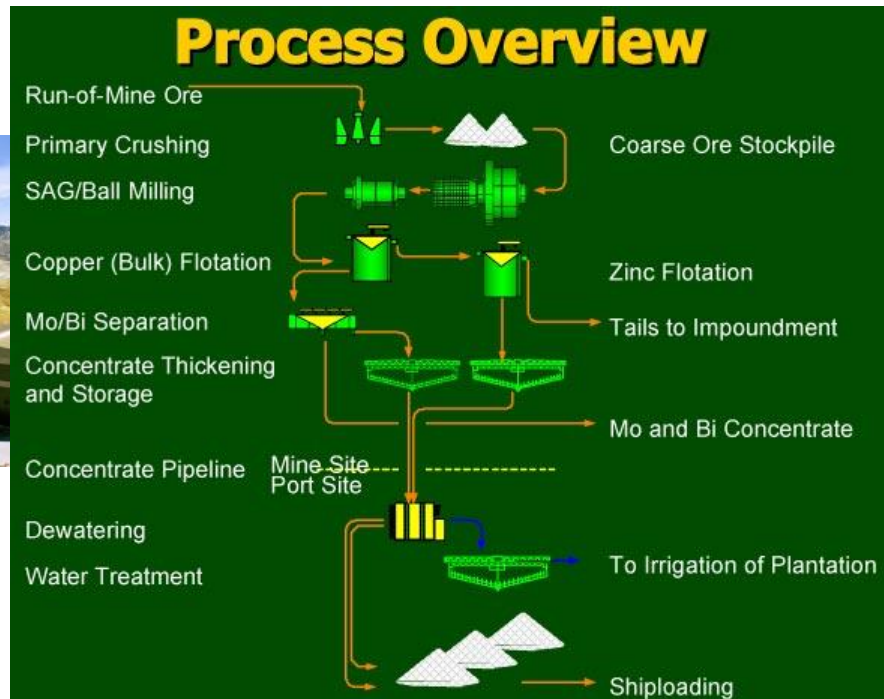 Process Overview
Run-of-Mine Ore
Primary Crushing
Coarse Ore Stockpile
SAG/Ball Milling
Copper (Bulk) Flotation
Zinc Flotation
Mo/Bi Separation
Tails to Impoundment
Concentrate Thickening
and Storage
Mo and Bi Concentrate
Concentrate Pipeline
Mine Site
Port Site
Dewatering
Water Treatment
To Irrigation of Plantation
Shiploading